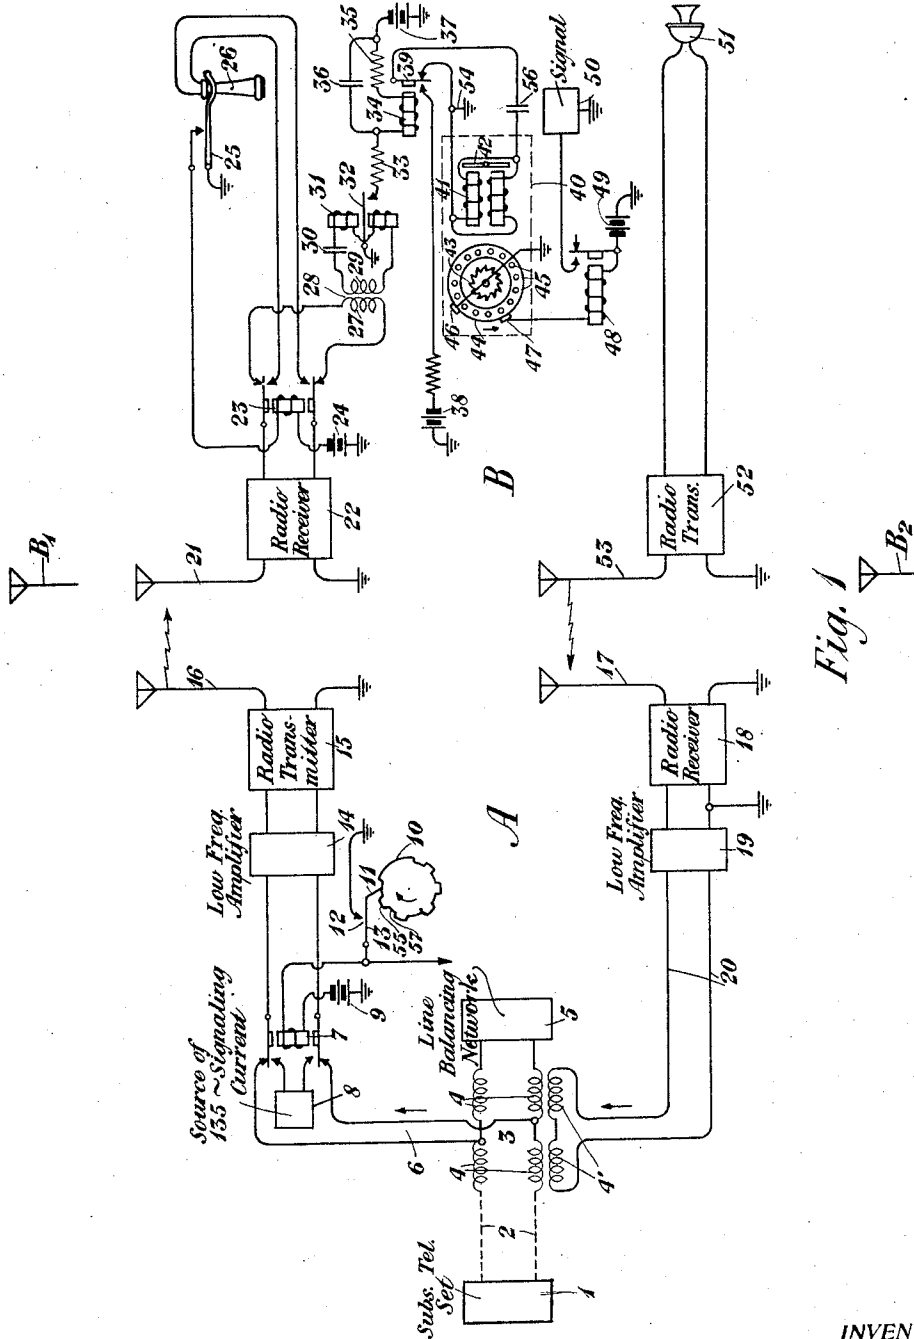 Subs. Tel.
Set
1
2
3
4
4
4'
Line
Balancing
Network
5
6
Source of
135 ~ Signaling
Current
8
7
9
10
11
12
13
55
57
Low Freq.
Amplifier
14
Radio
Trans-
mitter
15
16
A
Low Freq.
Amplifier
19
20
Radio
Receiver
18
17
B1
21
Radio
Receiver
22
23
24
25
26
27
28
29
30
31
32
33
34
35
36
37
38
39
54
56
40
41
42
43
44
45
46
47
48
49
Signal
50
B
Radio
Trans.
52
53
51
Fig. 1
B2
INVEN